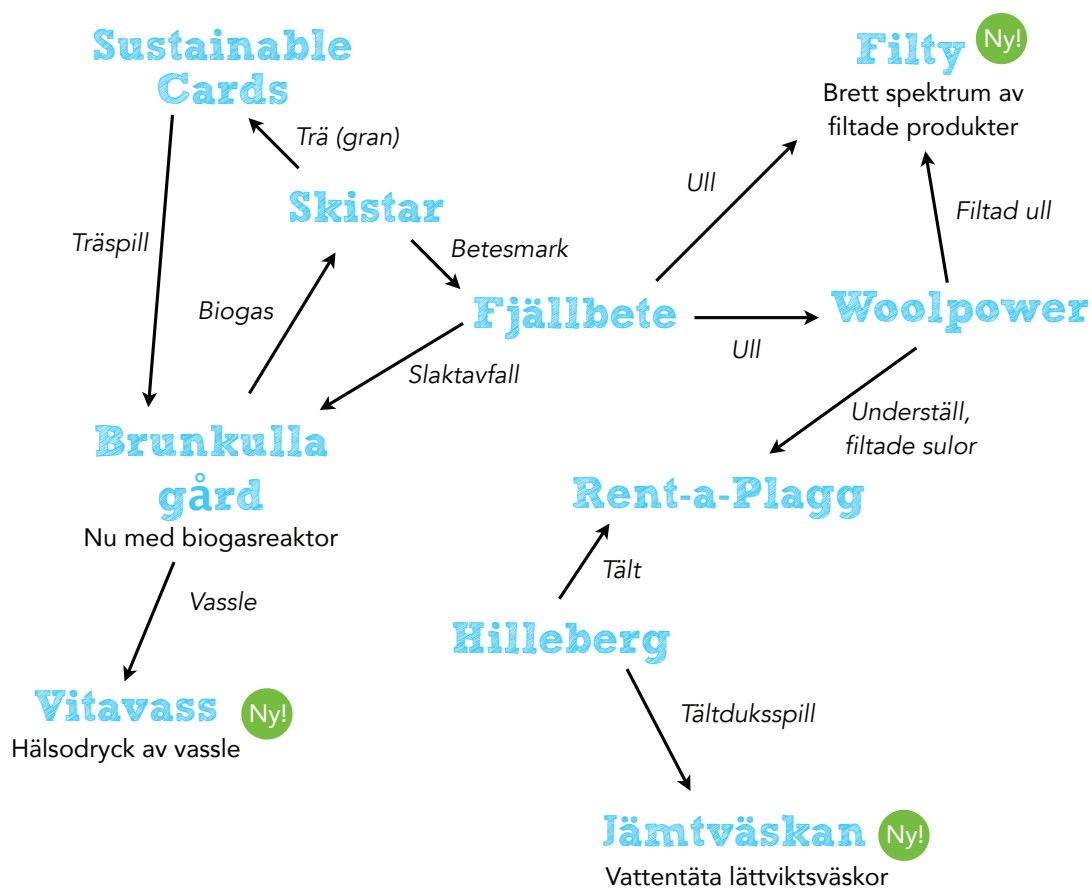 Sustainable
Cards
Filty
Ny!
Brett spektrum av
filtade produkter
Trä (gran)
Ull
Skistar
Filtad ull
Träspill
Betesmark
Biogas
Fjällbete
Woolpower
Ull
Slaktavfall
Underställ,
filtade sulor
Brunkulla
gård
Nu med biogasreaktor
Rent-a-Plagg
Tält
Vassle
Hilleberg
Vitavass
Ny!
Hälsodryck av vassle
Tältduksspill
Jämtväskan
Ny!
Vattentäta lättviktsväskor